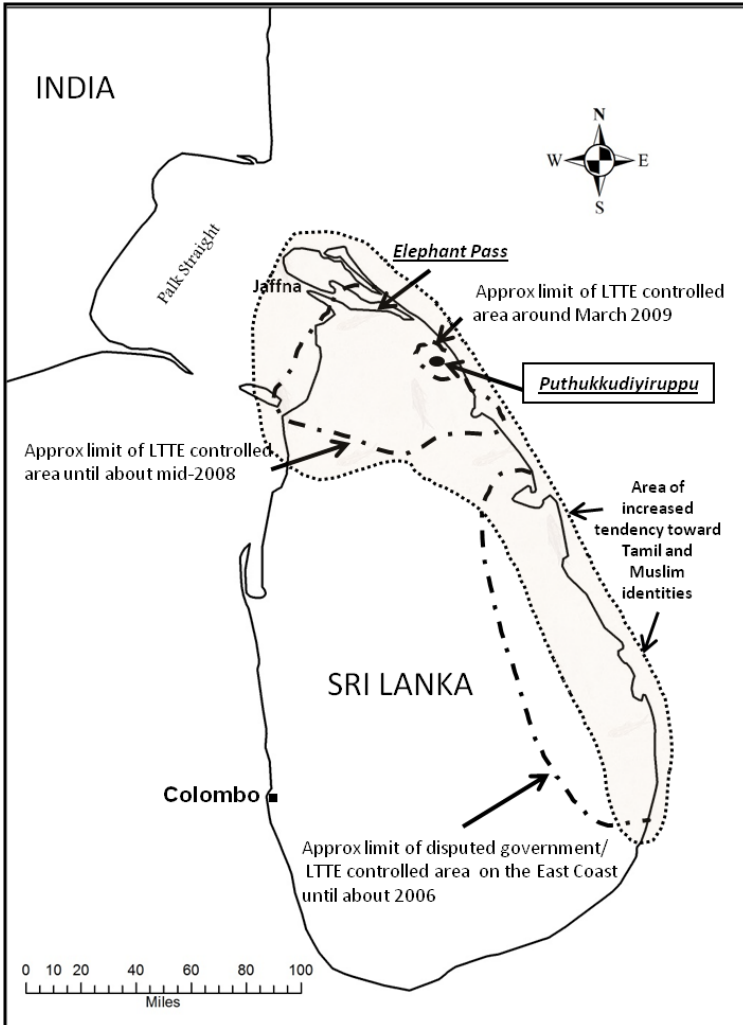 INDIA
N
W
E
S
Palk Straight
Elephant Pass
Jaffna
Approx limit of LTTE controlled
area around March 2009
Puthukkudiyiruppu
Approx limit of LTTE controlled
area until about mid-2008
Area of
increased
tendency toward
Tamil and
Muslim
identities
SRI LANKA
Colombo
Approx limit of disputed government/
LTTE controlled area on the East Coast
until about 2006
0 10 20 40 60 80 100
Miles